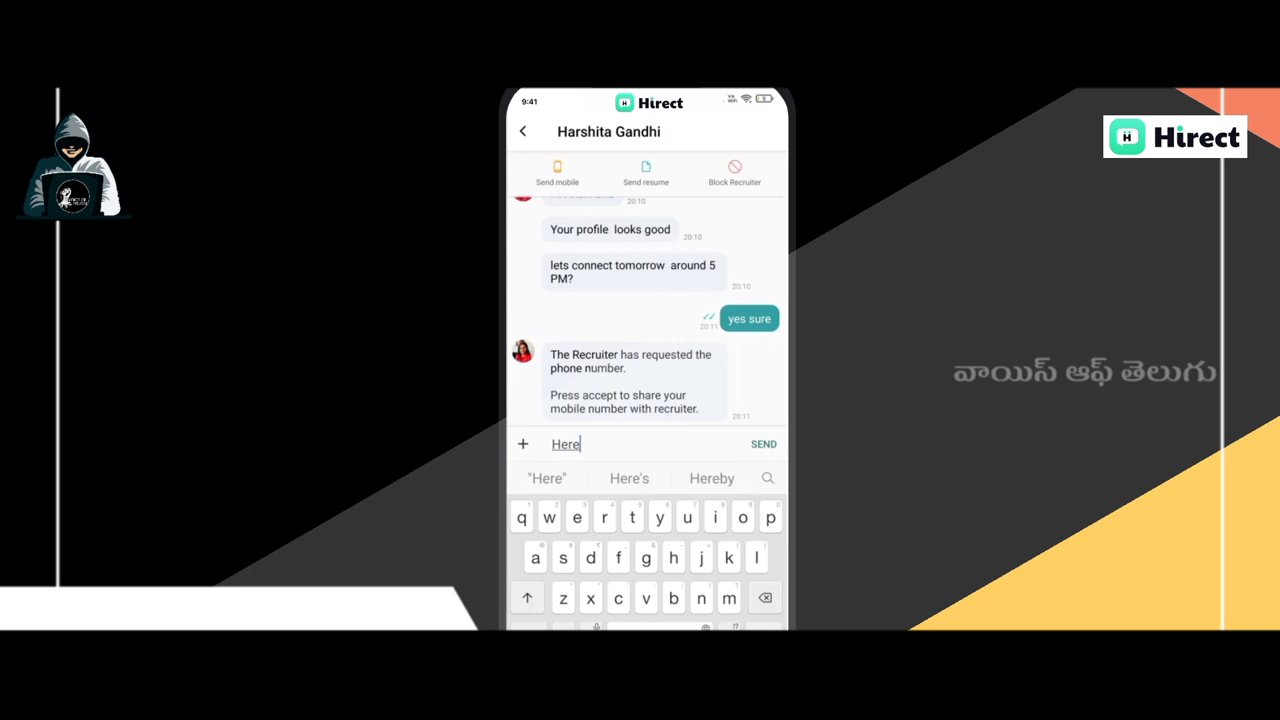 9:41
Hirect
Harshita Gandhi
Send mobile
Send resume
Block Recruiter
20:10
Your profile looks good
20:10
lets connect tomorrow around 5
PM?
20:10
yes sure
20:11
The Recruiter has requested the
phone number.
Press accept to share your
mobile number with recruiter.
20:11
Here
SEND
"Here"
Here's
Hereby
q w e r t y u i o p
a s d f g h j k l
z x c v b n m
Hirect
వాయిస్ ఆఫ్ తెలుగు